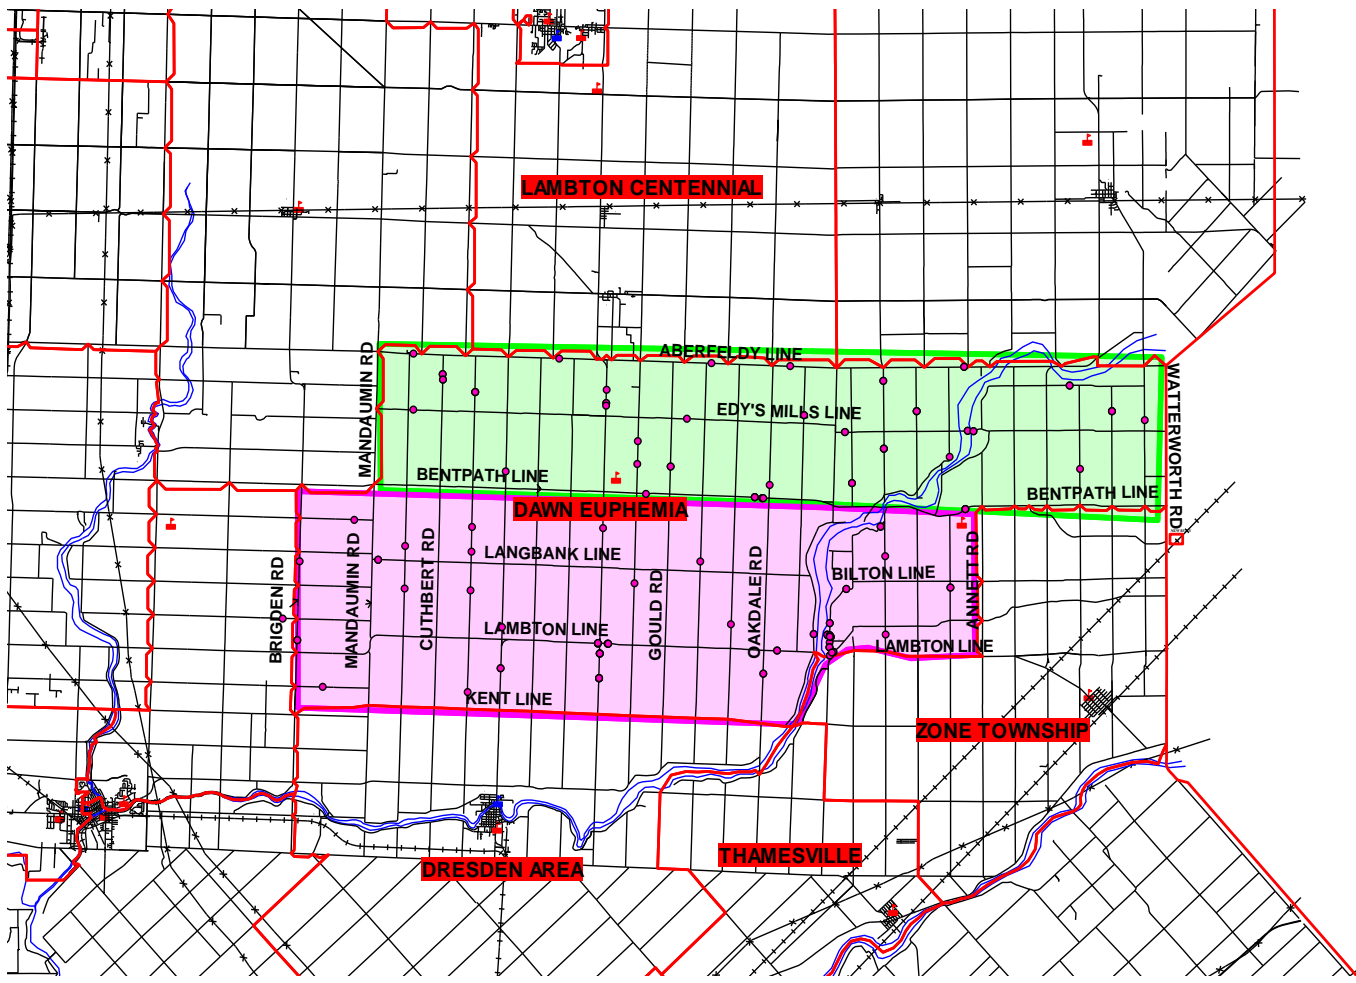 LAMBTON CENTENNIAL
ABERFELDY LINE
MANDAUMIN RD
WATTERWORTH RD
EDY'S MILLS LINE
BENTPATH LINE
BENTPATH LINE
DAWN EUPHEMIA
LANGBANK LINE
BILTON LINE
BRIGDEN RD
MANDAUMIN RD
CUTHBERT RD
GOULD RD
OAKDALE RD
ANNETT RD
LAMBTON LINE
LAMBTON LINE
KENT LINE
ZONE TOWNSHIP
THAMESVILLE
DRESDEN AREA